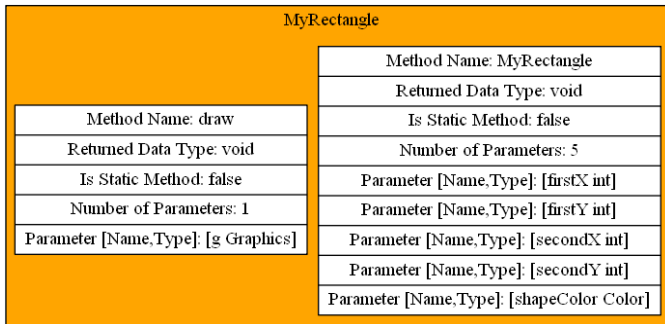 MyRectangle
Method Name: draw
Returned Data Type: void
Is Static Method: false
Number of Parameters: 1
Parameter [Name,Type]: [g Graphics]
Method Name: MyRectangle
Returned Data Type: void
Is Static Method: false
Number of Parameters: 5
Parameter [Name,Type]: [firstX int]
Parameter [Name,Type]: [firstY int]
Parameter [Name,Type]: [secondX int]
Parameter [Name,Type]: [secondY int]
Parameter [Name,Type]: [shapeColor Color]